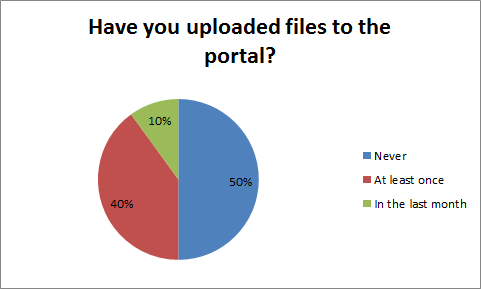 Have you uploaded files to the
portal?
10%
50%
40%
Never
At least once
In the last month